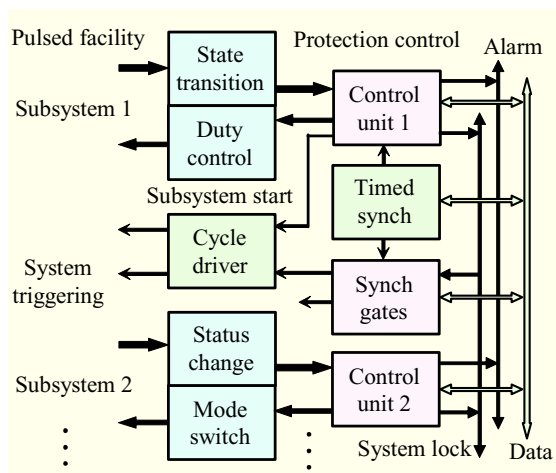 Pulsed facility
State
transition
Protection control
Alarm
Subsystem 1
Duty
control
Control
unit 1
Subsystem start
Timed
synch
Cycle
driver
System
triggering
Synch
gates
Status
change
Subsystem 2
Mode
switch
Control
unit 2
System lock
Data